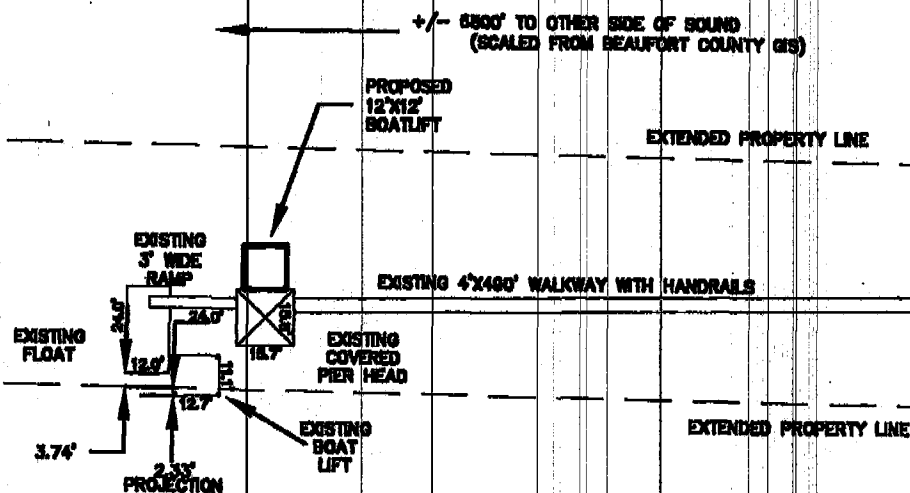 +/- 6800' TO OTHER SIDE OF SOUND
(SCALED FROM BEAUFORT COUNTY GIS)
PROPOSED
12'X12'
BOATLIFT
EXTENDED PROPERTY LINE
EXISTING
3' WIDE
RAMP
EXISTING 4'X460' WALKWAY WITH HANDRAILS
24.0'
24.0'
EXISTING
FLOAT
12.0'
15.7'
EXISTING
COVERED
PIER HEAD
12.7'
EXISTING
BOAT
LIFT
EXTENDED PROPERTY LINE
3.74'
2.33'
PROJECTION